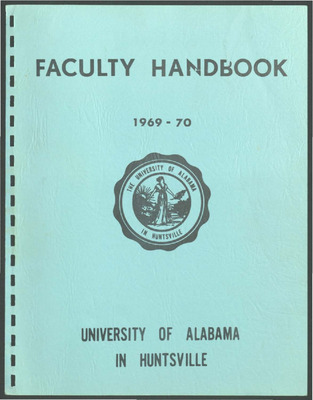 FACULTY HANDBOOK
1969 - 70
THE UNIVERSITY OF ALABAMA
IN HUNTSVILLE
UNIVERSITY OF ALABAMA
IN HUNTSVILLE